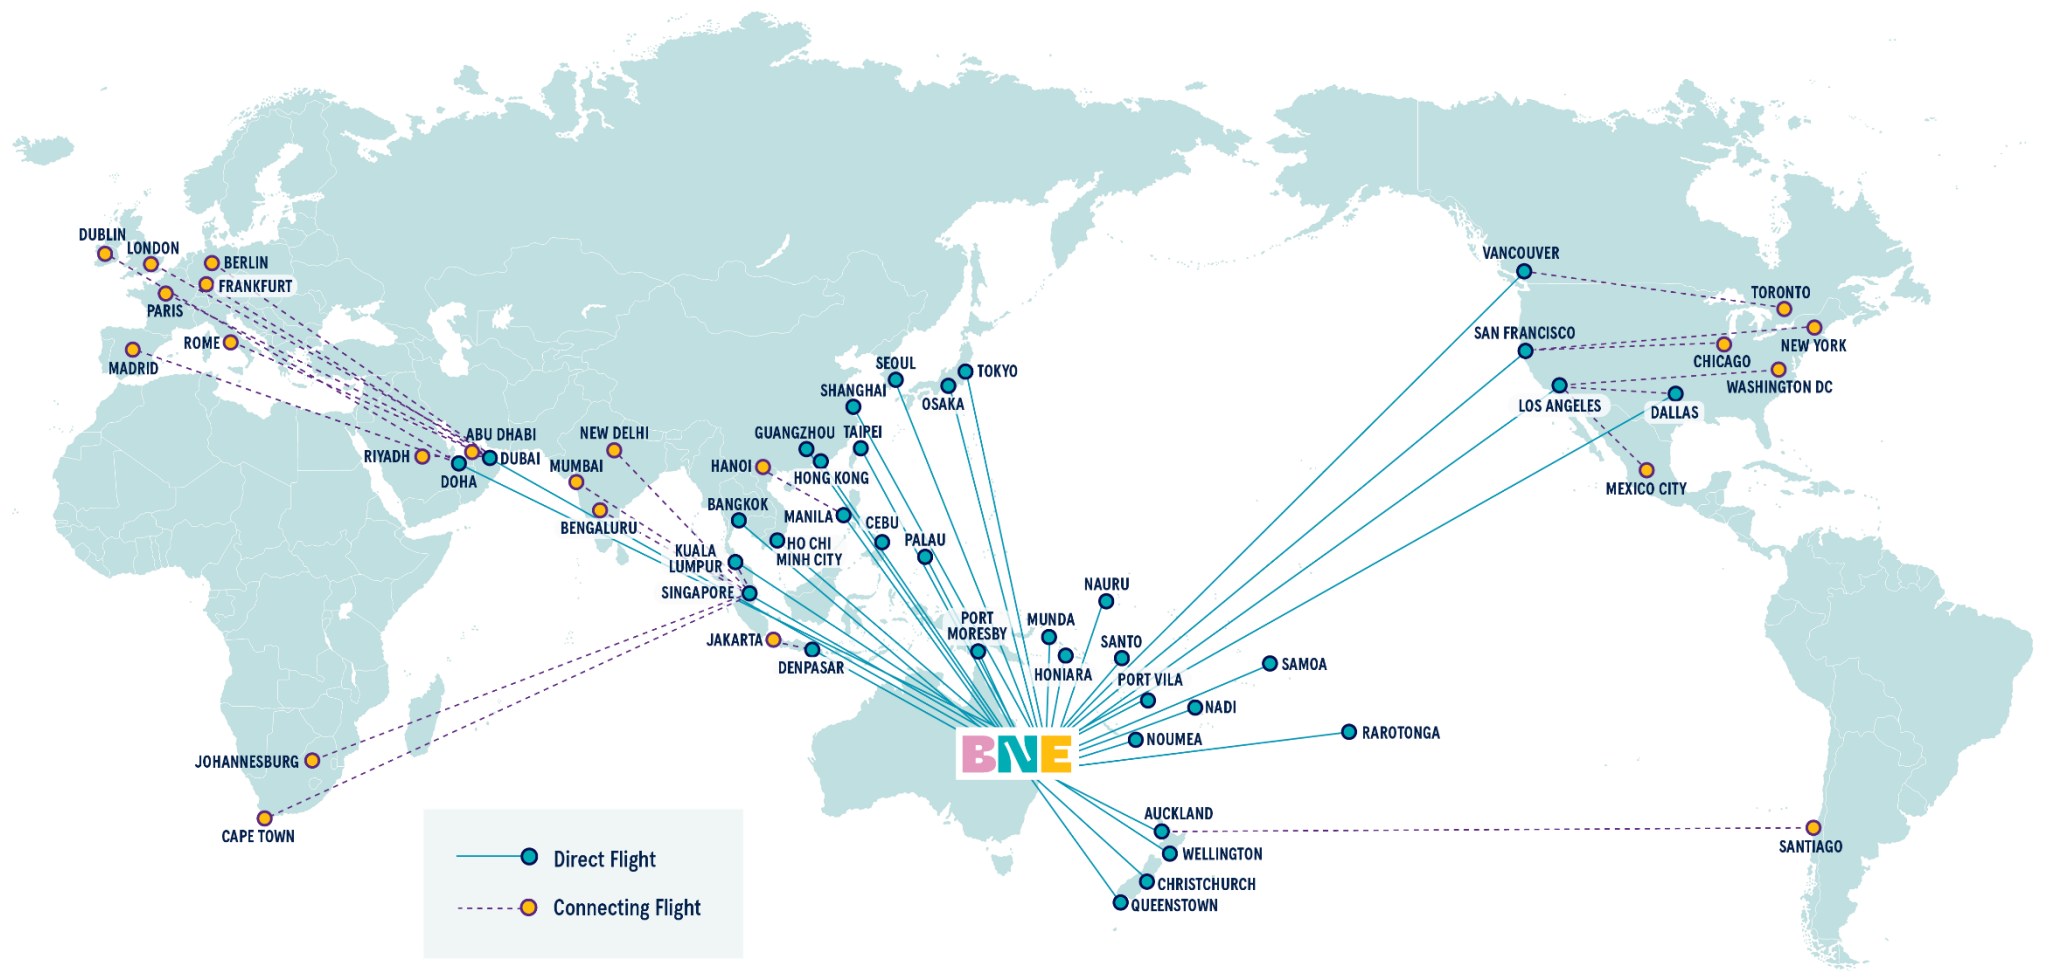 DUBLIN
LONDON
BERLIN
FRANKFURT
PARIS
ROME
MADRID
ABU DHABI
RIYADH
DUBAI
DOHA
NEW DELHI
MUMBAI
BENGALURU
SEOUL
TOKYO
SHANGHAI
OSAKA
GUANGZHOU
TAIPEI
HANOI
HONG KONG
BANGKOK
MANILA
CEBU
HO CHI
MINH CITY
PALAU
KUALA
LUMPUR
SINGAPORE
JAKARTA
DENPASAR
PORT
MORESBY
NAURU
MUNDA
SANTO
HONIARA
PORT VILA
SAMOA
NADI
NOUMEA
RAROTONGA
BNE
VANCOUVER
TORONTO
SAN FRANCISCO
NEW YORK
CHICAGO
WASHINGTON DC
LOS ANGELES
DALLAS
MEXICO CITY
JOHANNESBURG
CAPE TOWN
AUCKLAND
WELLINGTON
CHRISTCHURCH
QUEENSTOWN
SANTIAGO
Direct Flight
Connecting Flight